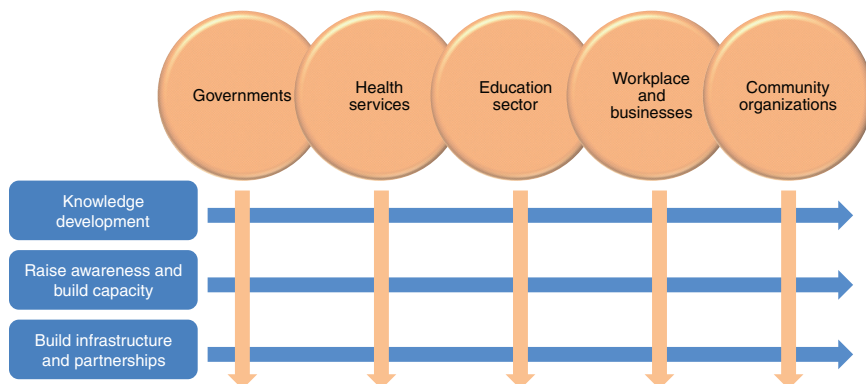 Governments
Health
services
Education
sector
Workplace
and
businesses
Community
organizations
Knowledge
development
Raise awareness and
build capacity
Build infrastructure
and partnerships